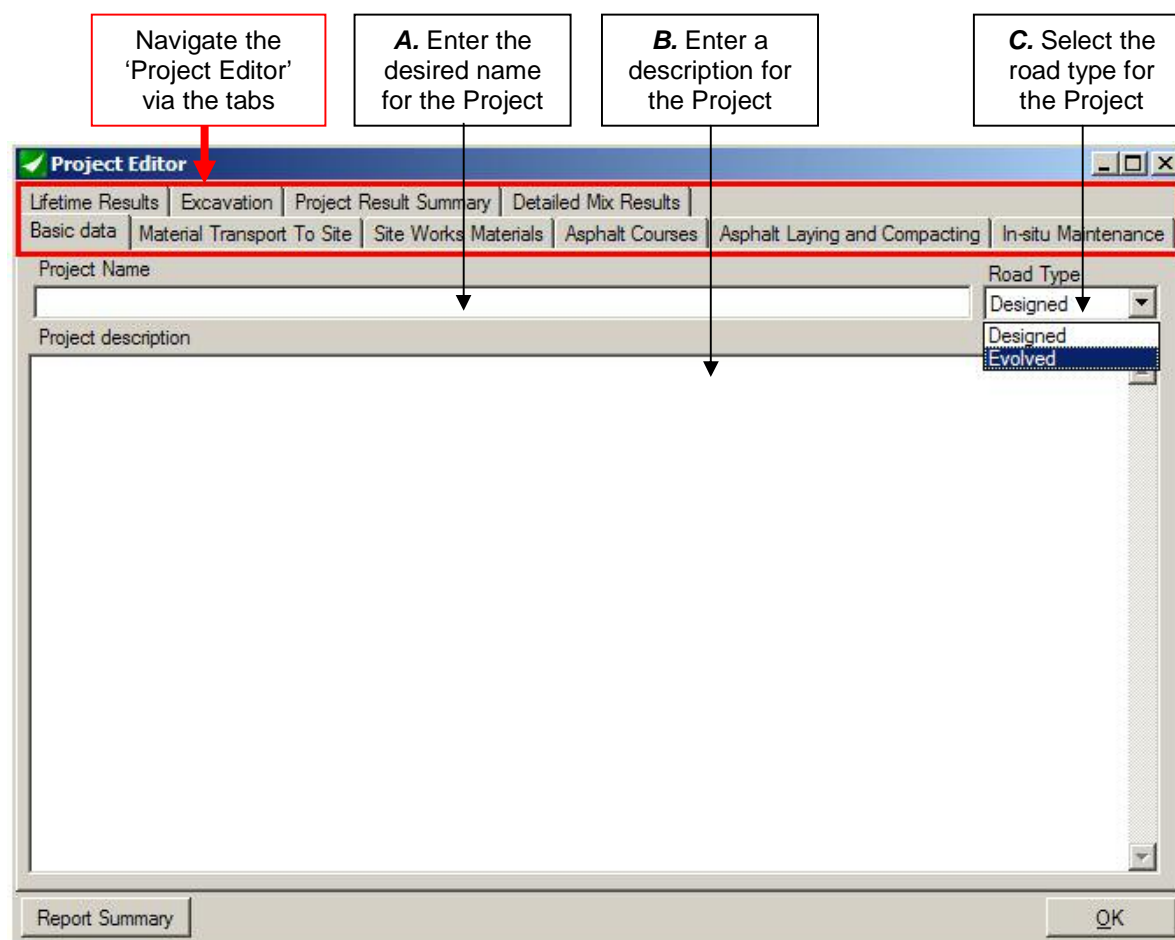 Navigate the
‘Project Editor’
via the tabs
A. Enter the
desired name
for the Project
B. Enter a
description for
the Project
C. Select the
road type for
the Project
Project Editor
Lifetime Results Excavation Project Result Summary Detailed Mix Results
Basic data Material Transport To Site Site Works Materials Asphalt Courses Asphalt Laying and Compacting In-situ Maintenance
Project Name
Road Type
Designed
Project description
Designed
Evolved
Report Summary
OK